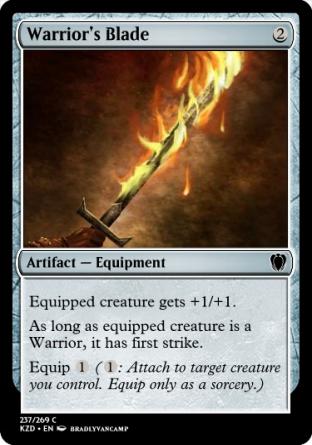 Warrior's Blade 2
Artifact — Equipment
Equipped creature gets +1/+1.
As long as equipped creature is a
Warrior, it has first strike.
Equip 1 ( 1 : Attach to target creature
you control. Equip only as a sorcery.)
237/269 C
KZD • EN BRADLYVANCAMP